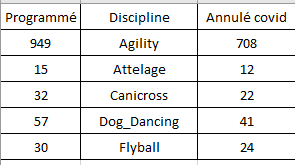 Programmé Discipline Annulé covid
949 Agility 708
15 Attelage 12
32 Canicross 22
57 Dog_Dancing 41
30 Flyball 24